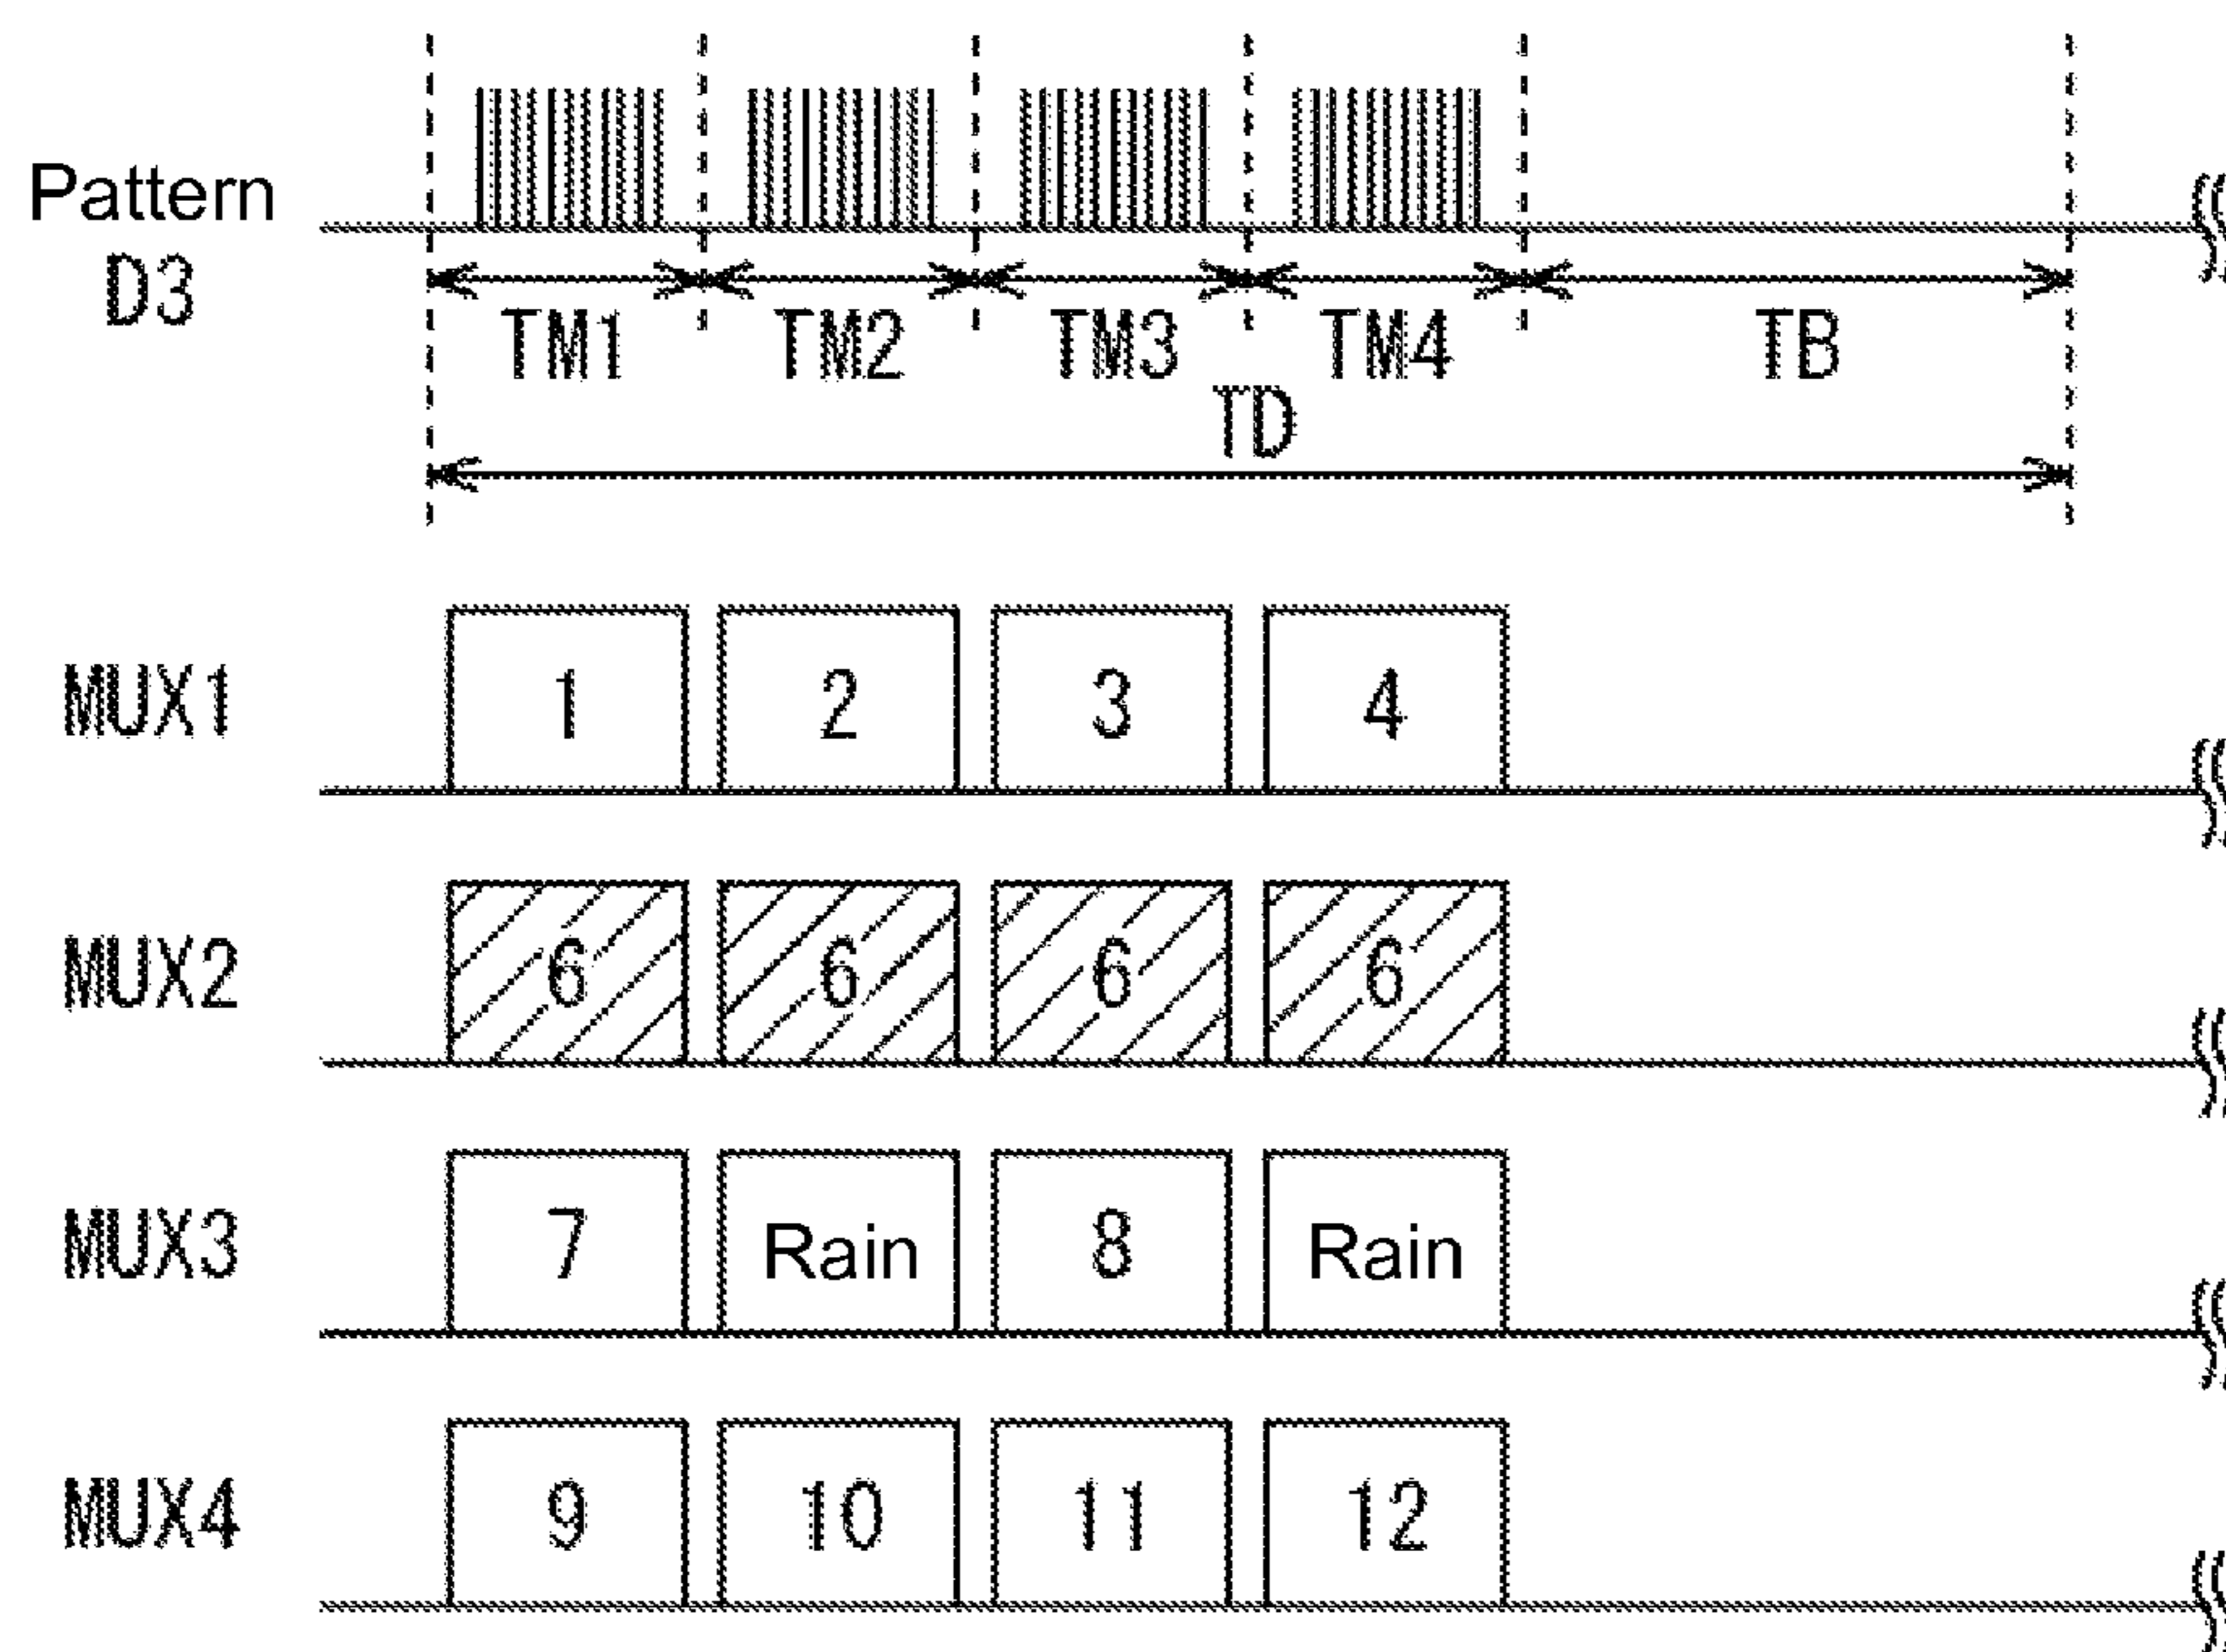 Pattern
D3
TM1 TM2 TM3 TM4 TB
TD
MUX1 1 2 3 4
MUX2 6 6 6 6
MUX3 7 Rain 8 Rain
MUX4 9 10 11 12